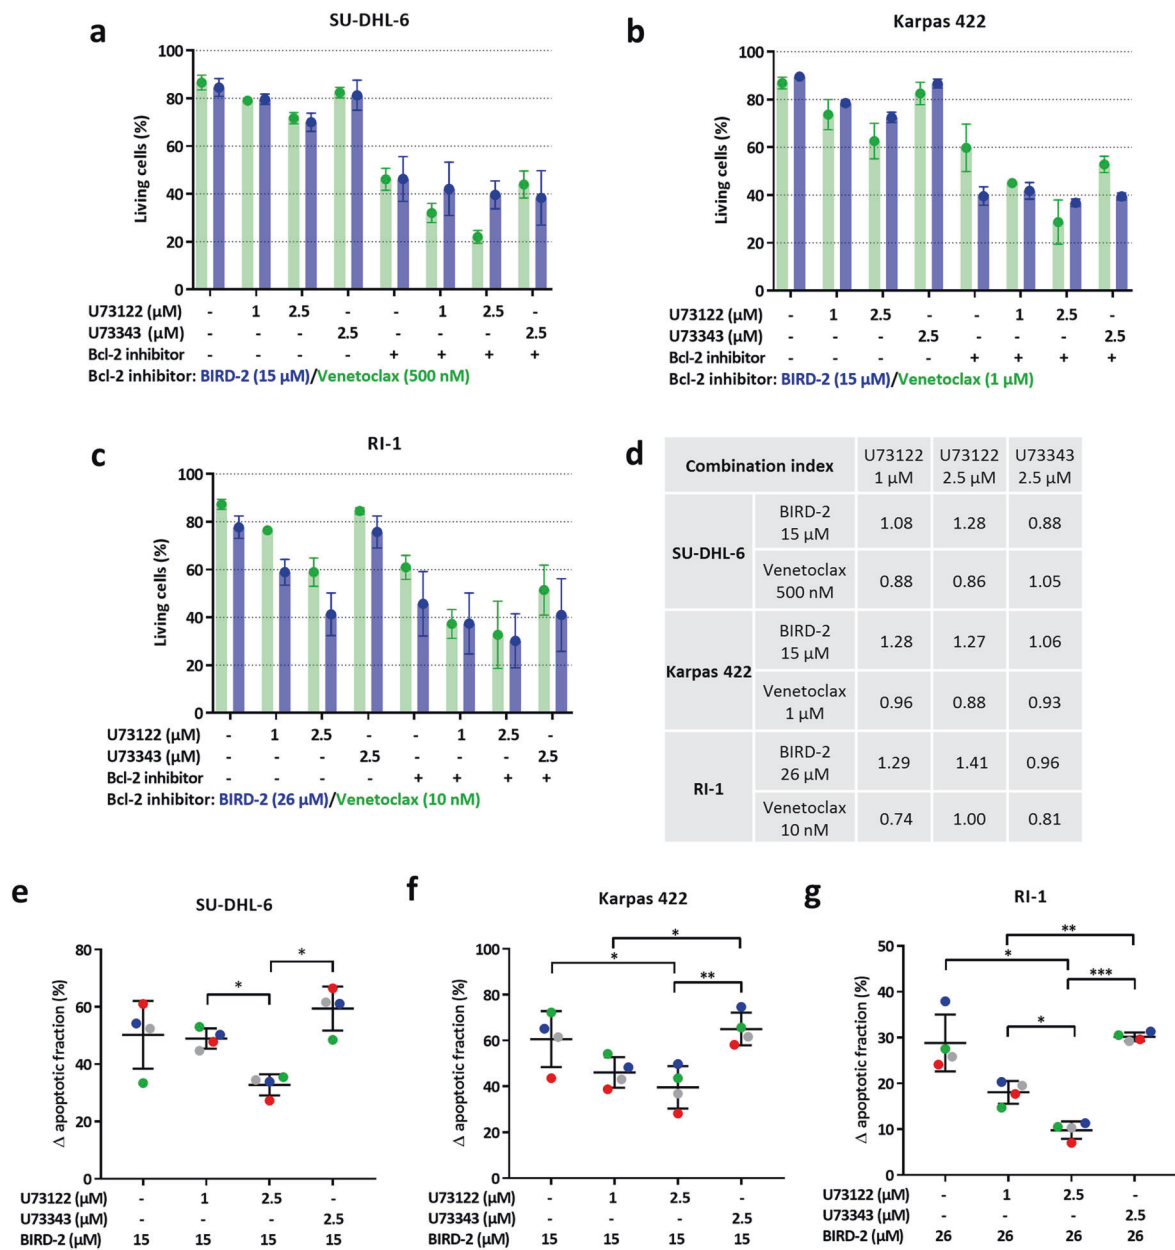 a
SU-DHL-6
Living cells (%)
100
80
60
40
20
0
U73122 (μM) - 1 2.5 - - 1 2.5 -
U73343 (μM) - - - 2.5 - - - 2.5
Bcl-2 inhibitor - - - - + + + +
Bcl-2 inhibitor: BIRD-2 (15 μM)/Venetoclax (500 nM)
b
Karpas 422
Living cells (%)
100
80
60
40
20
0
U73122 (μM) - 1 2.5 - - 1 2.5 -
U73343 (μM) - - - 2.5 - - - 2.5
Bcl-2 inhibitor - - - - + + + +
Bcl-2 inhibitor: BIRD-2 (15 μM)/Venetoclax (1 μM)
c
RI-1
Living cells (%)
100
80
60
40
20
0
U73122 (μM) - 1 2.5 - - 1 2.5 -
U73343 (μM) - - - 2.5 - - - 2.5
Bcl-2 inhibitor - - - - + + + +
Bcl-2 inhibitor: BIRD-2 (26 μM)/Venetoclax (10 nM)
d
Combination index
U73122
1 μM
U73122
2.5 μM
U73343
2.5 μM
SU-DHL-6
BIRD-2
15 μM
1.08 1.28 0.88
Venetoclax
500 nM
0.88 0.86 1.05
Karpas 422
BIRD-2
15 μM
1.28 1.27 1.06
Venetoclax
1 μM
0.96 0.88 0.93
RI-1
BIRD-2
26 μM
1.29 1.41 0.96
Venetoclax
10 nM
0.74 1.00 0.81
e
SU-DHL-6
Δ apoptotic fraction (%)
80
60
40
20
0
*
*
U73122 (μM) - 1 2.5 -
U73343 (μM) - - - 2.5
BIRD-2 (μM) 15 15 15 15
f
Karpas 422
Δ apoptotic fraction (%)
100
80
60
40
20
0
*
*
**
U73122 (μM) - 1 2.5 -
U73343 (μM) - - - 2.5
BIRD-2 (μM) 15 15 15 15
g
RI-1
Δ apoptotic fraction (%)
50
40
30
20
10
0
**
*
***
*
U73122 (μM) - 1 2.5 -
U73343 (μM) - - - 2.5
BIRD-2 (μM) 26 26 26 26